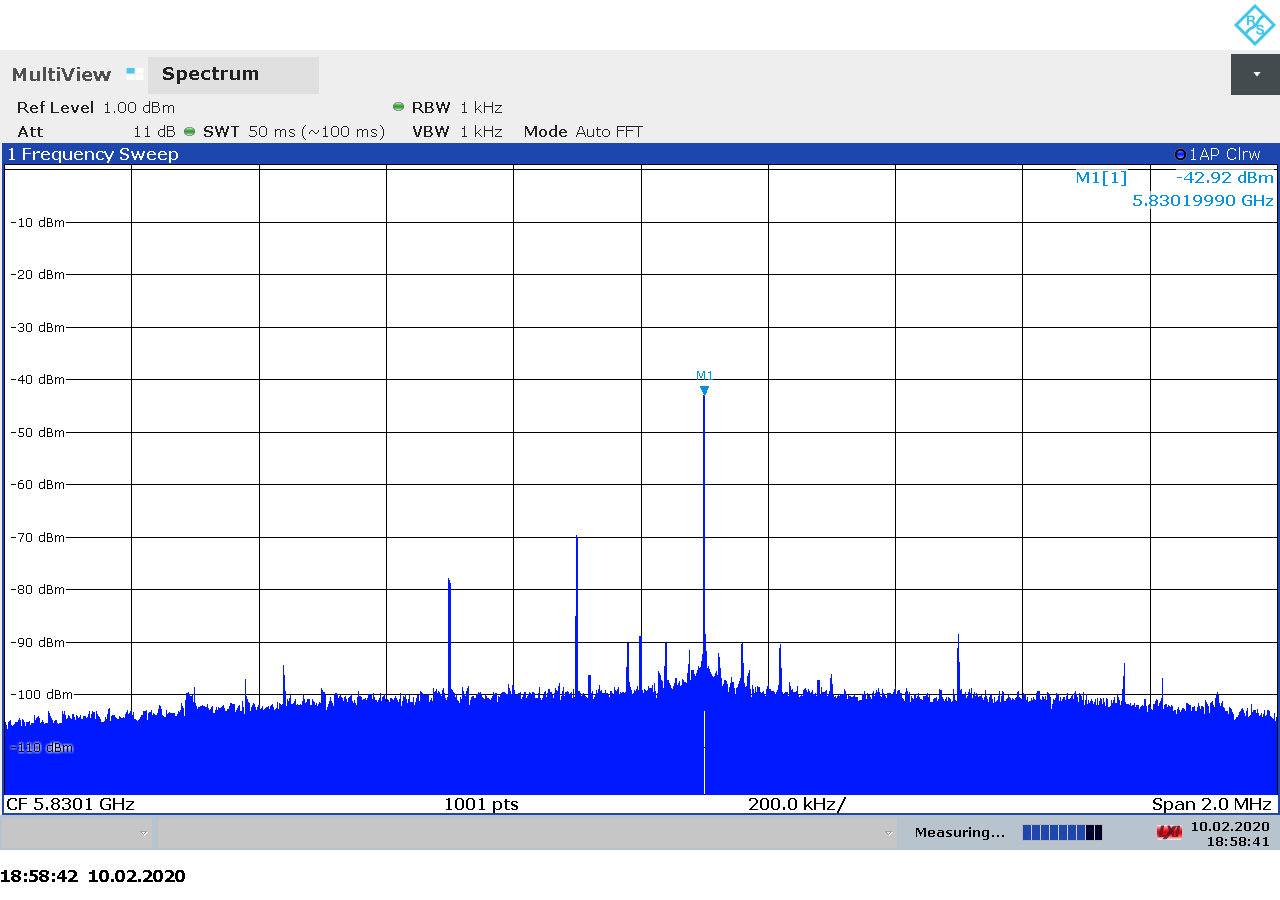 R/S
MultiView Spectrum
Ref Level 1.00 dBm RBW 1 kHz
Att 11 dB SWT 50 ms (~100 ms) VBW 1 kHz Mode Auto FFT
1 Frequency Sweep 1AP Clrw
M1[1] -42.92 dBm
5.83019990 GHz
-10 dBm
-20 dBm
-30 dBm
M1
-40 dBm
-50 dBm
-60 dBm
-70 dBm
-80 dBm
-90 dBm
-100 dBm
-110 dBm
CF 5.8301 GHz 1001 pts 200.0 kHz/ Span 2.0 MHz
Measuring... LXI 10.02.2020
18:58:41
18:58:42 10.02.2020